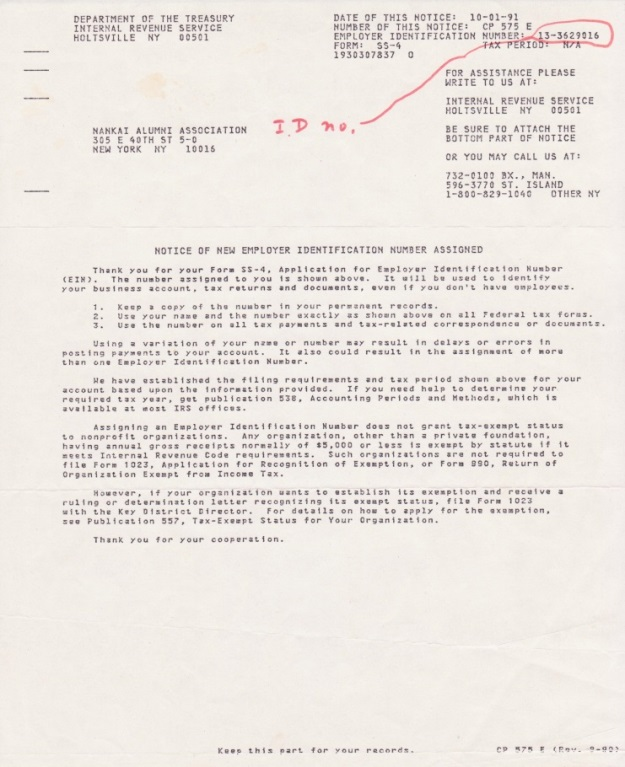 DEPARTMENT OF THE TREASURY
INTERNAL REVENUE SERVICE
HOLTSVILLE NY 00501
DATE OF THIS NOTICE: 10-01-91
NUMBER OF THIS NOTICE: CP 575 E
EMPLOYER IDENTIFICATION NUMBER: 13-3629016
FORM: SS-4 TAX PERIOD: N/A
1930307837 O
FOR ASSISTANCE PLEASE
WRITE TO US AT:
INTERNAL REVENUE SERVICE
HOLTSVILLE NY 00501
BE SURE TO ATTACH THE
BOTTOM PART OF NOTICE
OR YOU MAY CALL US AT:
732-0100 BX., MAN.
596-3770 ST. ISLAND
1-800-829-1040 OTHER NY
I.D no.
NANKAI ALUMNI ASSOCIATION
305 E 40TH ST 5-O
NEW YORK NY 10016
NOTICE OF NEW EMPLOYER IDENTIFICATION NUMBER ASSIGNED
Thank you for your Form SS-4, Application for Employer Identification Number
(EIN). The number assigned to you is shown above. It will be used to identify
your business account, tax returns and documents, even if you don't have employees.
1. Keep a copy of the number in your permanent records.
2. Use your name and the number exactly as shown above on all Federal tax forms.
3. Use the number on all tax payments and tax-related correspondence or documents.
Using a variation of your name or number may result in delays or errors in
posting payments to your account. It also could result in the assignment of more
than one Employer Identification Number.
We have established the filing requirements and tax period shown above for your
account based upon the information provided. If you need help to determine your
required tax year, get publication 538, Accounting Periods and Methods, which is
available at most IRS offices.
Assigning an Employer Identification Number does not grant tax-exempt status
to nonprofit organizations. Any organization, other than a private foundation,
having annual gross receipts normally of $5,000 or less is exempt by statute if it
meets Internal Revenue Code requirements. Such organizations are not required to
file Form 1023, Application for Recognition of Exemption, or Form 990, Return of
Organization Exempt from Income Tax.
However, if your organization wants to establish its exemption and receive a
ruling or determination letter recognizing its exempt status, file Form 1023
with the Key District Director. For details on how to apply for the exemption,
see Publication 557, Tax-Exempt Status for Your Organization.
Thank you for your cooperation.
Keep this part for your records.
CP 575 E (Rev. 9-90)